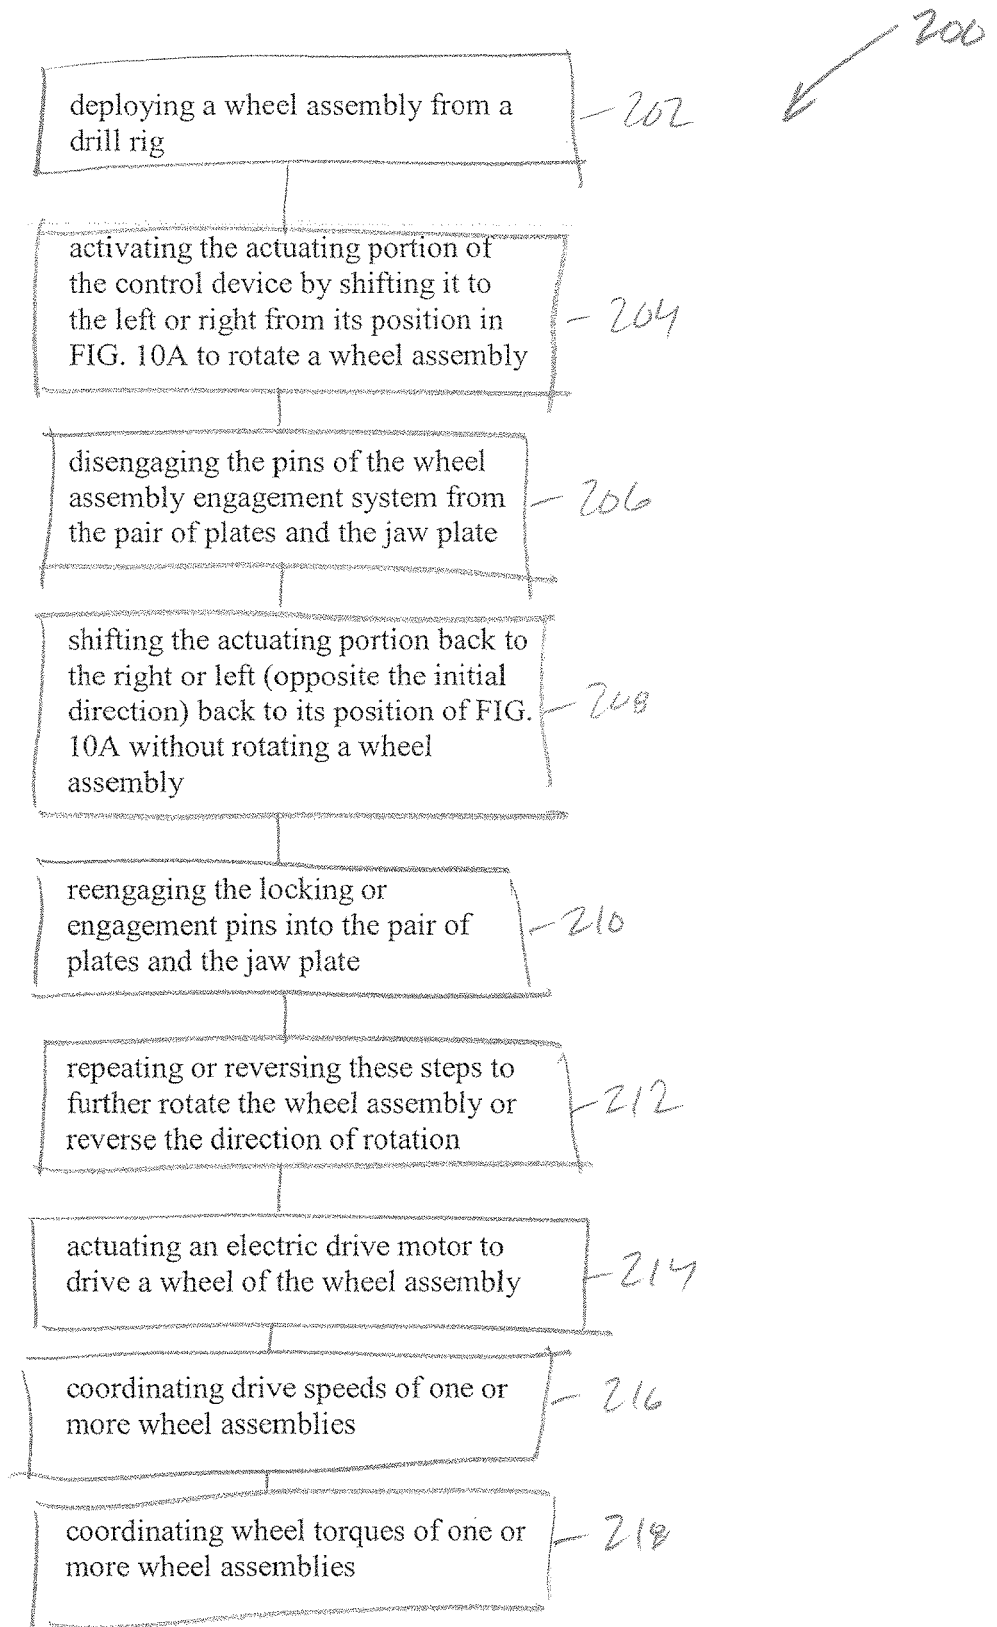 200
deploying a wheel assembly from a
drill rig
202
activating the actuating portion of
the control device by shifting it to
the left or right from its position in
FIG. 10A to rotate a wheel assembly
204
disengaging the pins of the wheel
assembly engagement system from
the pair of plates and the jaw plate
206
shifting the actuating portion back to
the right or left (opposite the initial
direction) back to its position of FIG.
10A without rotating a wheel
assembly
208
reengaging the locking or
engagement pins into the pair of
plates and the jaw plate
210
repeating or reversing these steps to
further rotate the wheel assembly or
reverse the direction of rotation
212
actuating an electric drive motor to
drive a wheel of the wheel assembly
214
coordinating drive speeds of one or
more wheel assemblies
216
coordinating wheel torques of one or
more wheel assemblies
218